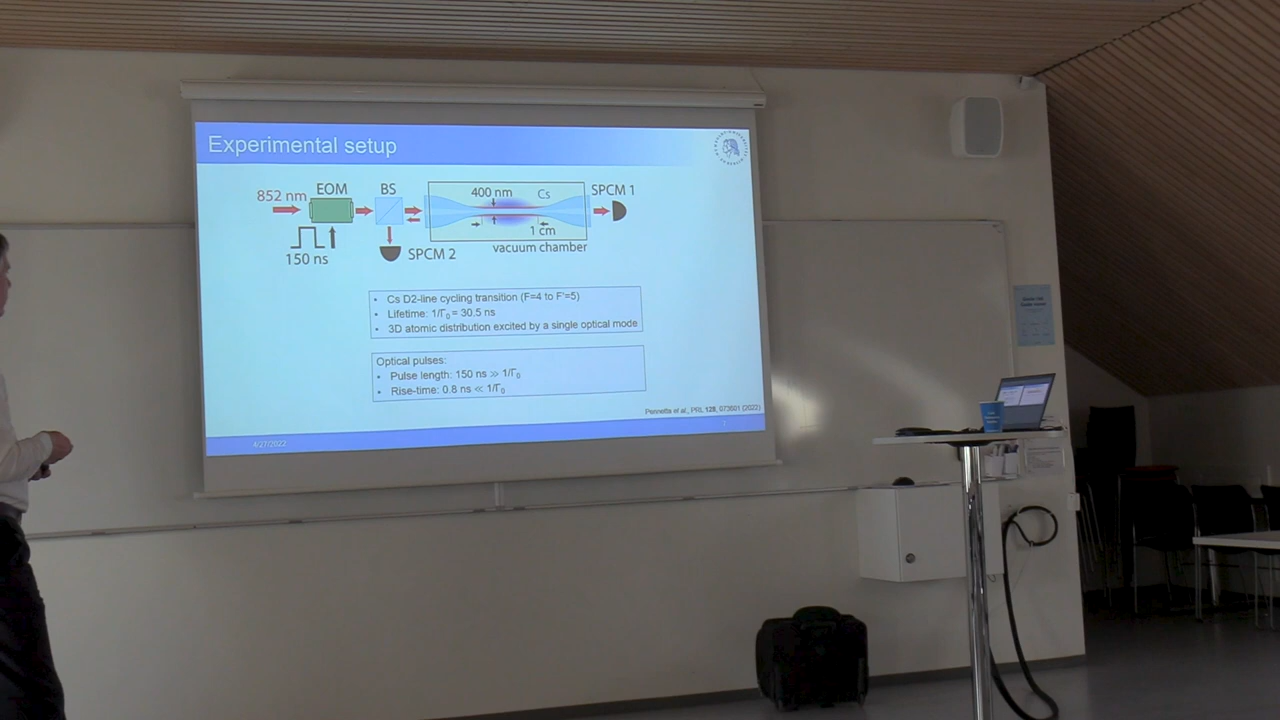 Experimental setup
852 nm
EOM
BS
400 nm
Cs
SPCM 1
1 cm
150 ns
SPCM 2
vacuum chamber
• Cs D2-line cycling transition (F=4 to F'=5)
• Lifetime: 1/Γ₀ = 30.5 ns
• 3D atomic distribution excited by a single optical mode
Optical pulses:
• Pulse length: 150 ns ≫ 1/Γ₀
• Rise-time: 0.8 ns ≪ 1/Γ₀
Pennetta et al., PRL 128, 073601 (2022)
4/27/2022
7